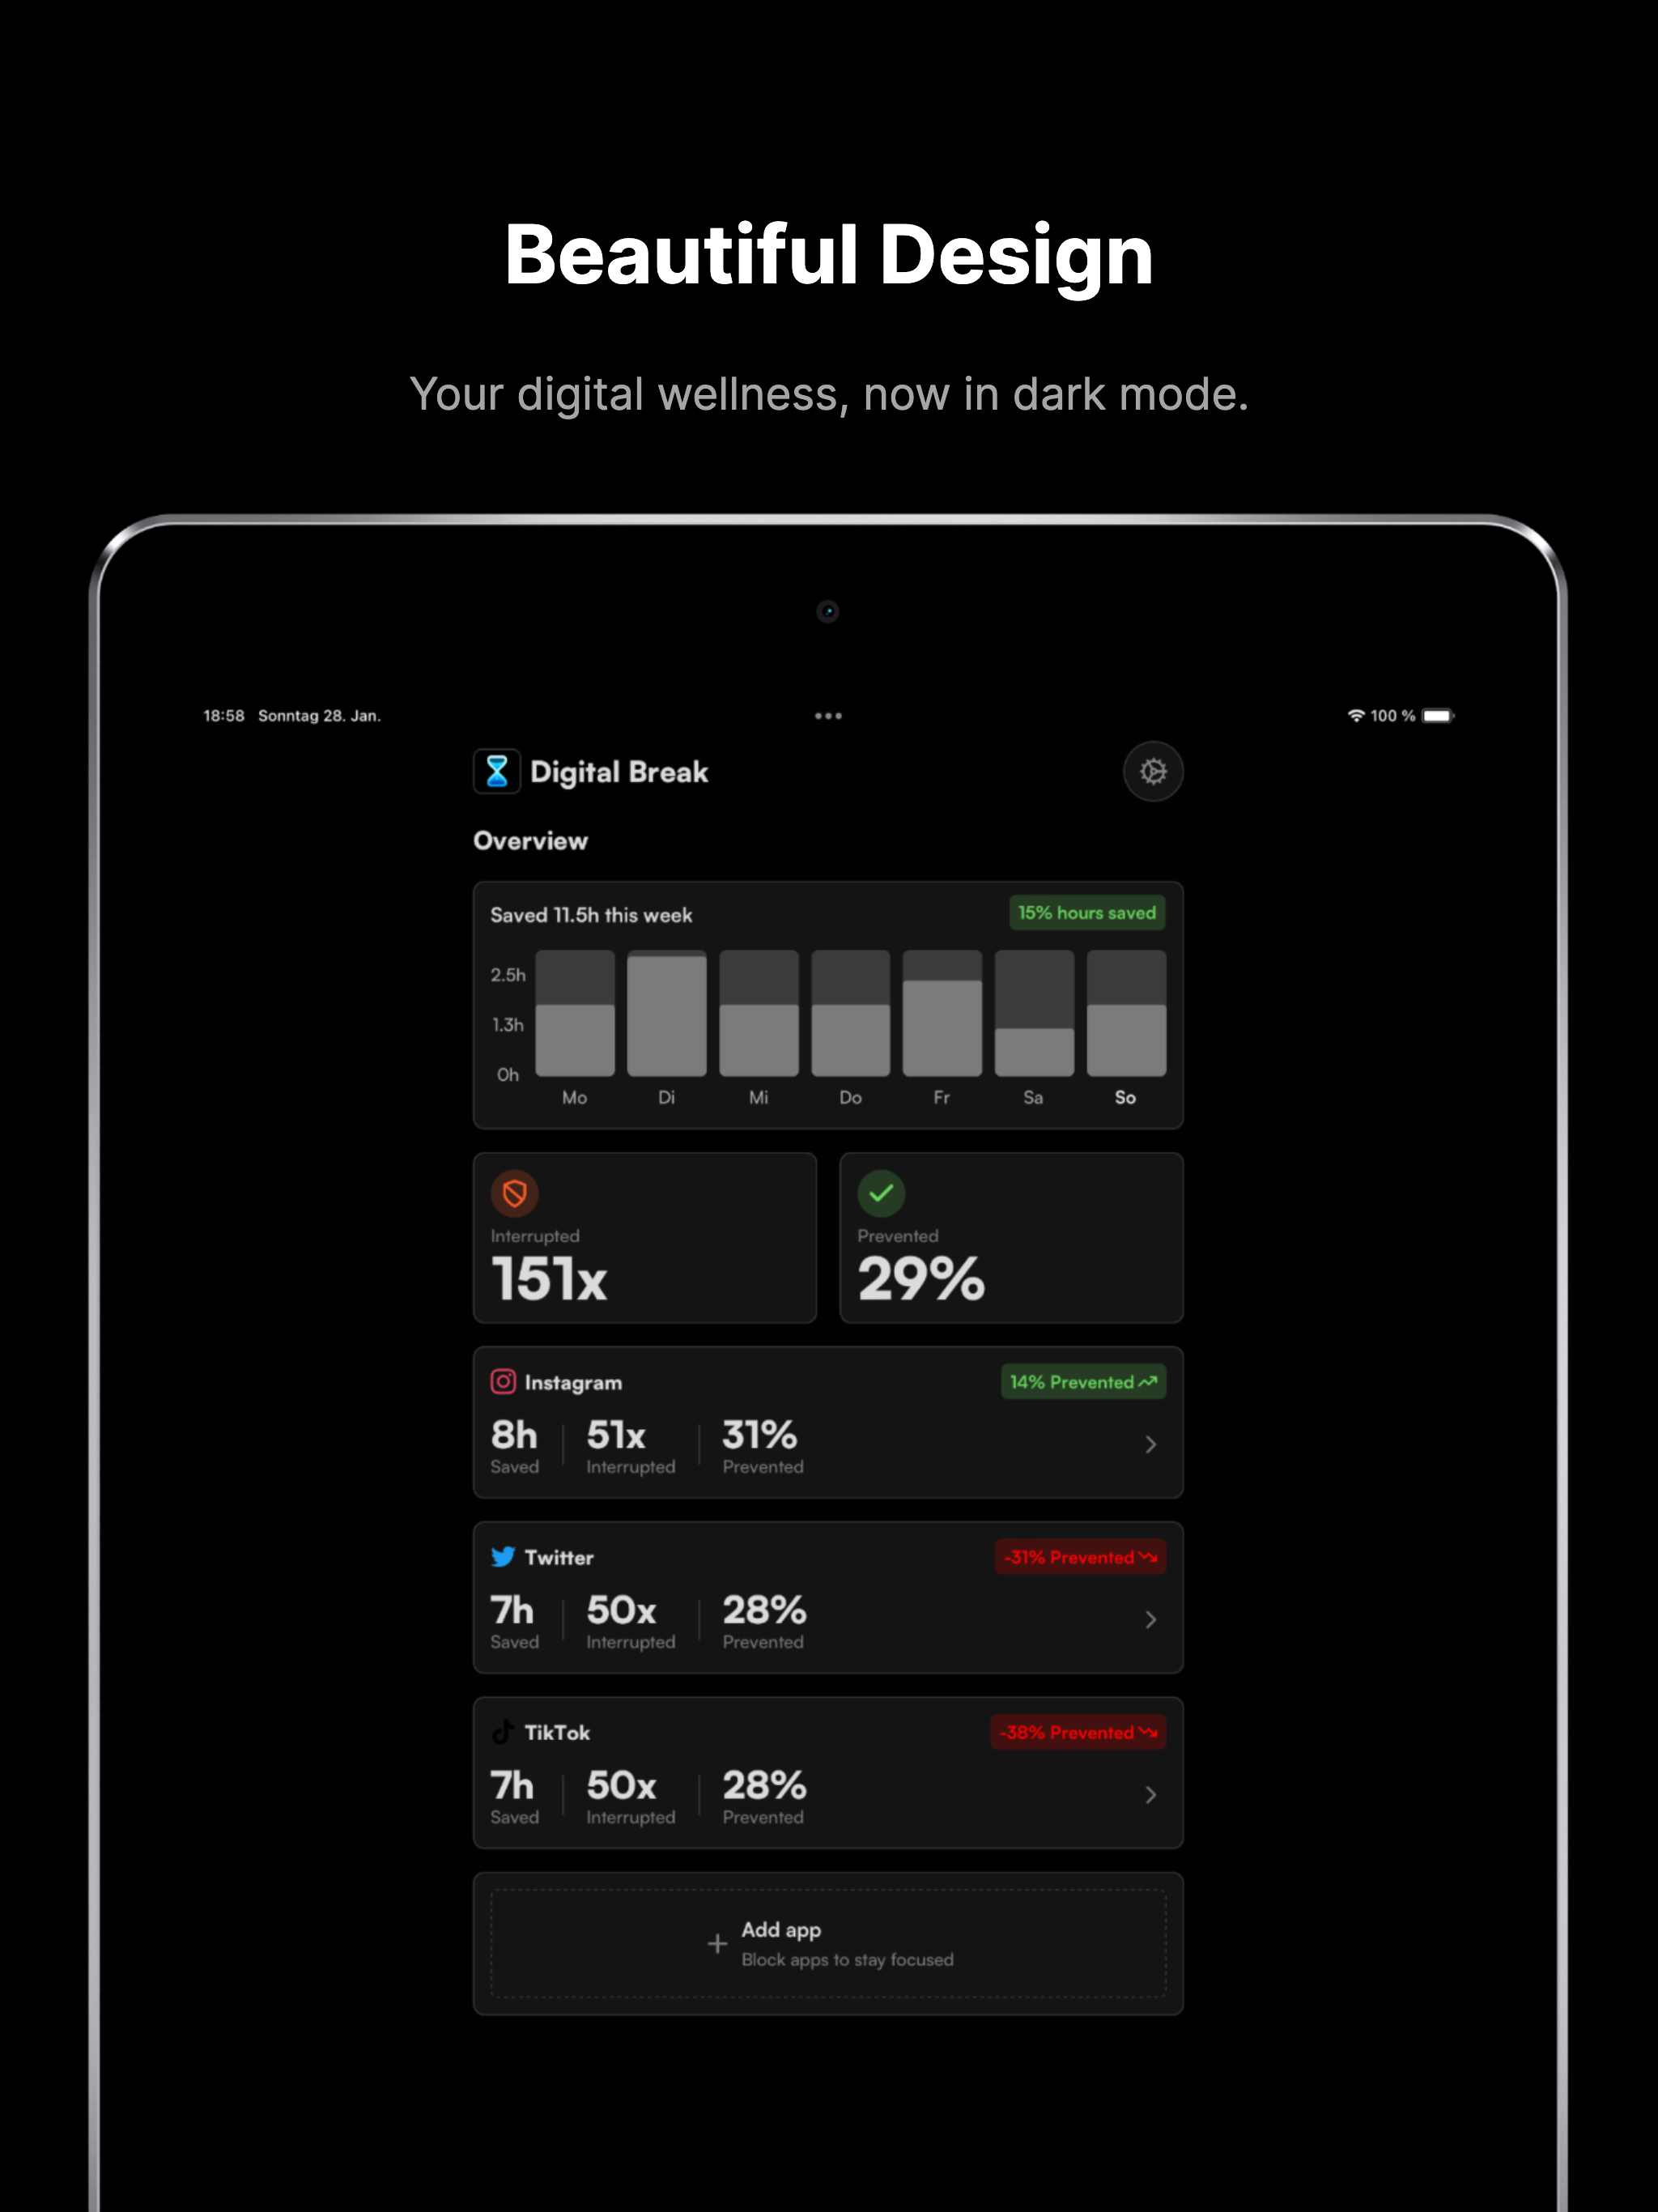 Beautiful Design
Your digital wellness, now in dark mode.
18:58 Sonntag 28. Jan.
100 %
Digital Break
Overview
Saved 11.5h this week
15% hours saved
2.5h
1.3h
0h
Mo Di Mi Do Fr Sa So
Interrupted
151x
Prevented
29%
Instagram
14% Prevented
8h 51x 31%
Saved Interrupted Prevented
Twitter
-31% Prevented
7h 50x 28%
Saved Interrupted Prevented
TikTok
-38% Prevented
7h 50x 28%
Saved Interrupted Prevented
Add app
Block apps to stay focused